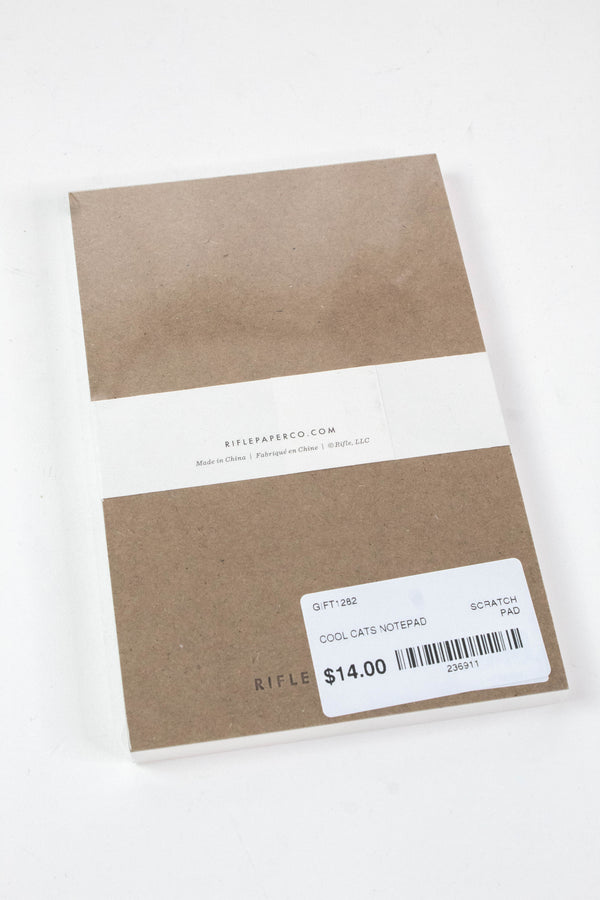 RIFLEPAPERCO.COM
Made in China | Fabriqué en Chine | © Rifle, LLC
GIFT1282
SCRATCH
PAD
COOL CATS NOTEPAD
$14.00
236911
RIFLE